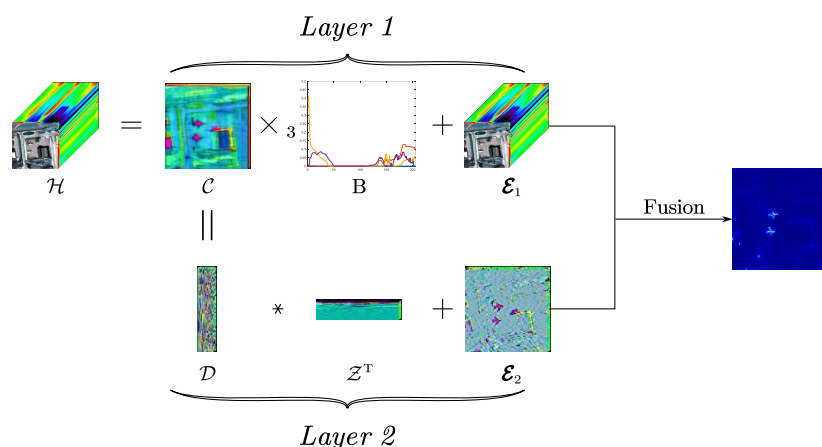 Layer 1
= ×₃ +
ℋ 𝒞 B 𝓔₁
||
Fusion
* +
𝒟 𝒵ᵀ 𝓔₂
Layer 2